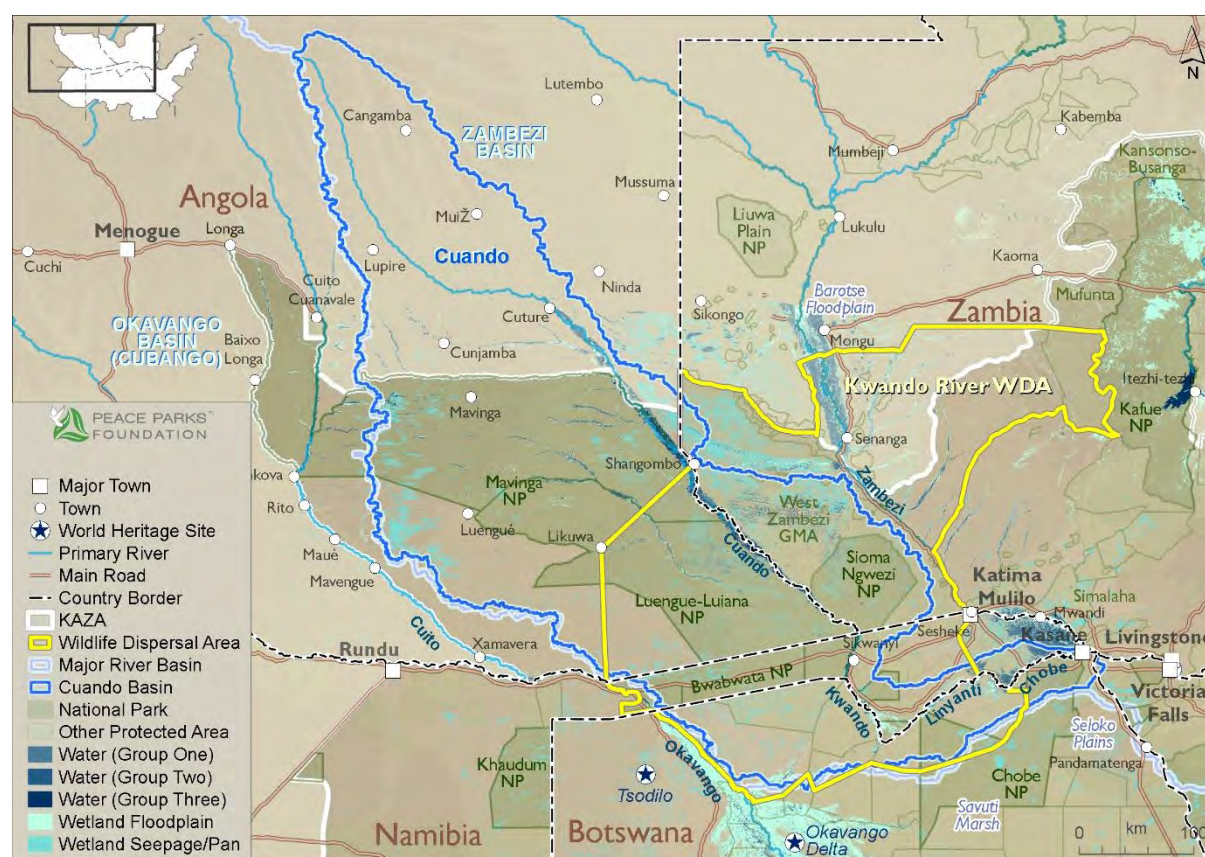 N
Lutembo
Cangamba
Kabemba
ZAMBEZI
BASIN
Mumbeji
Kansonso-
Busanga
Angola
Mussuma
MuiŽ
Liuwa
Plain
NP
Lukulu
Menogue
Longa
Cuchi
Lupire
Cuando
Ninda
Kaoma
Cuito
Cuanavale
Mufunta
Barotse
Floodplain
Zambia
Sikongo
Cuture
OKAVANGO
BASIN
(CUBANGO)
Mongu
Baixo
Longa
Cunjamba
Kwando River WDA
Itezhi-tezhi
Kafue
NP
Mavinga
Senanga
Shangombo
Zambezi
nkova
Mavinga
NP
Rito
Luengué
West
Zambezi
GMA
Likuwa
Cuando
Maué
Mavengue
Sioma
Ngwezi
NP
Katima
Mulilo
Luengue-Luiana
NP
Simalaha
Mwandi
Cuito
Sesheke
Kasane
Livingstone
Xamavera
Rundu
Sikwanyi
Bwabwata NP
Chobe
Linyanti
Victoria
Falls
Kwando
Seloko
Plains
Okavango
Khaudum
NP
Pandamatenga
Tsodilo
Chobe
NP
Savuti
Marsh
Namibia
Botswana
Okavango
Delta
0 km 100
PEACE PARKS™
FOUNDATION
Major Town
Town
World Heritage Site
Primary River
Main Road
Country Border
KAZA
Wildlife Dispersal Area
Major River Basin
Cuando Basin
National Park
Other Protected Area
Water (Group One)
Water (Group Two)
Water (Group Three)
Wetland Floodplain
Wetland Seepage/Pan